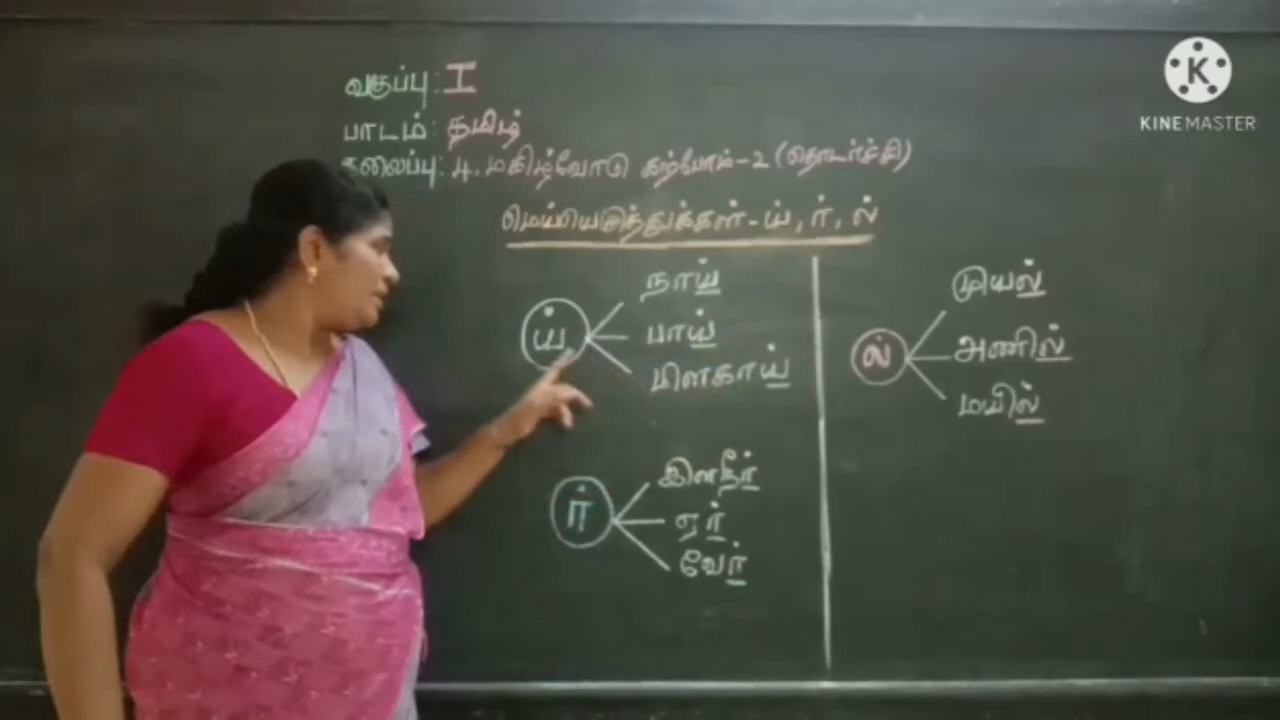 வகுப்பு : I
பாடம் : தமிழ்
தலைப்பு : 4. மகிழ்வோடு கற்போம் - 2 (தொடர்ச்சி)
மெய்யெழுத்துக்கள் - ய், ர், ல்
ய்
நாய்
பாய்
மிளகாய்
ர்
இளநீர்
ஏர்
வேர்
ல்
முயல்
அணில்
மயில்
K
KINEMASTER